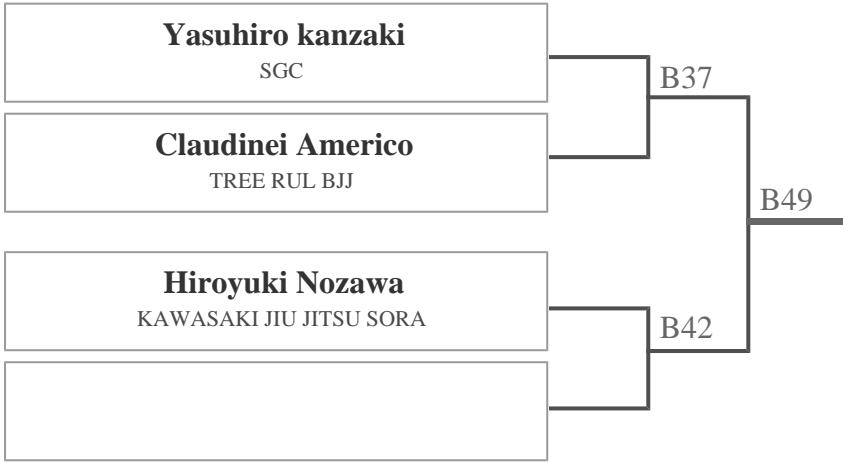 Yasuhiro kanzaki
SGC
B37
Claudinei Americo
TREE RUL BJJ
B49
Hiroyuki Nozawa
KAWASAKI JIU JITSU SORA
B42